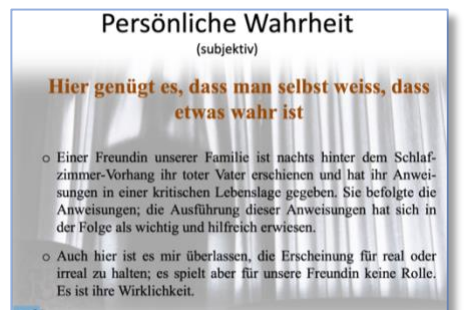 Persönliche Wahrheit
(subjektiv)
Hier genügt es, dass man selbst weiss, dass
etwas wahr ist
o Einer Freundin unserer Familie ist nachts hinter dem Schlaf-
zimmer-Vorhang ihr toter Vater erschienen und hat ihr Anwei-
sungen in einer kritischen Lebenslage gegeben. Sie befolgte die
Anweisungen; die Ausführung dieser Anweisungen hat sich in
der Folge als wichtig und hilfreich erwiesen.
o Auch hier ist es mir überlassen, die Erscheinung für real oder
irreal zu halten; es spielt aber für unsere Freundin keine Rolle.
Es ist ihre Wirklichkeit.